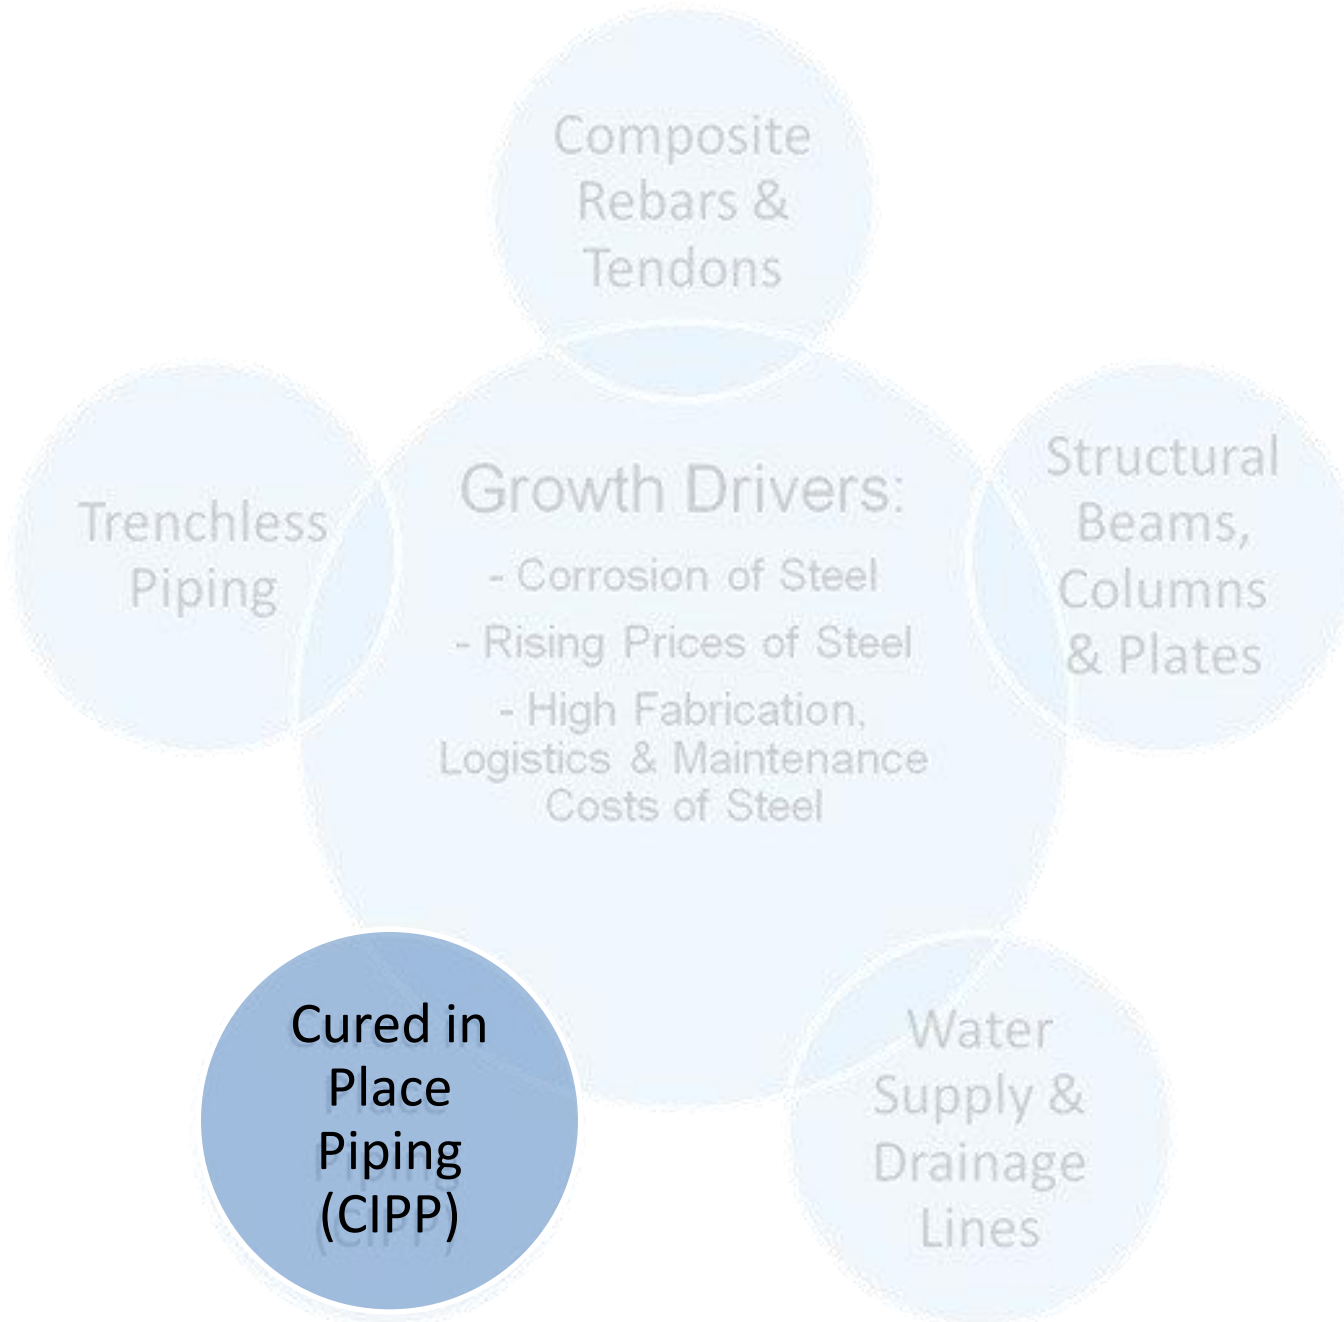 Composite
Rebars &
Tendons
Trenchless
Piping
Growth Drivers:
- Corrosion of Steel
- Rising Prices of Steel
- High Fabrication,
Logistics & Maintenance
Costs of Steel
Structural
Beams,
Columns
& Plates
Cured in
Place
Piping
(CIPP)
Water
Supply &
Drainage
Lines